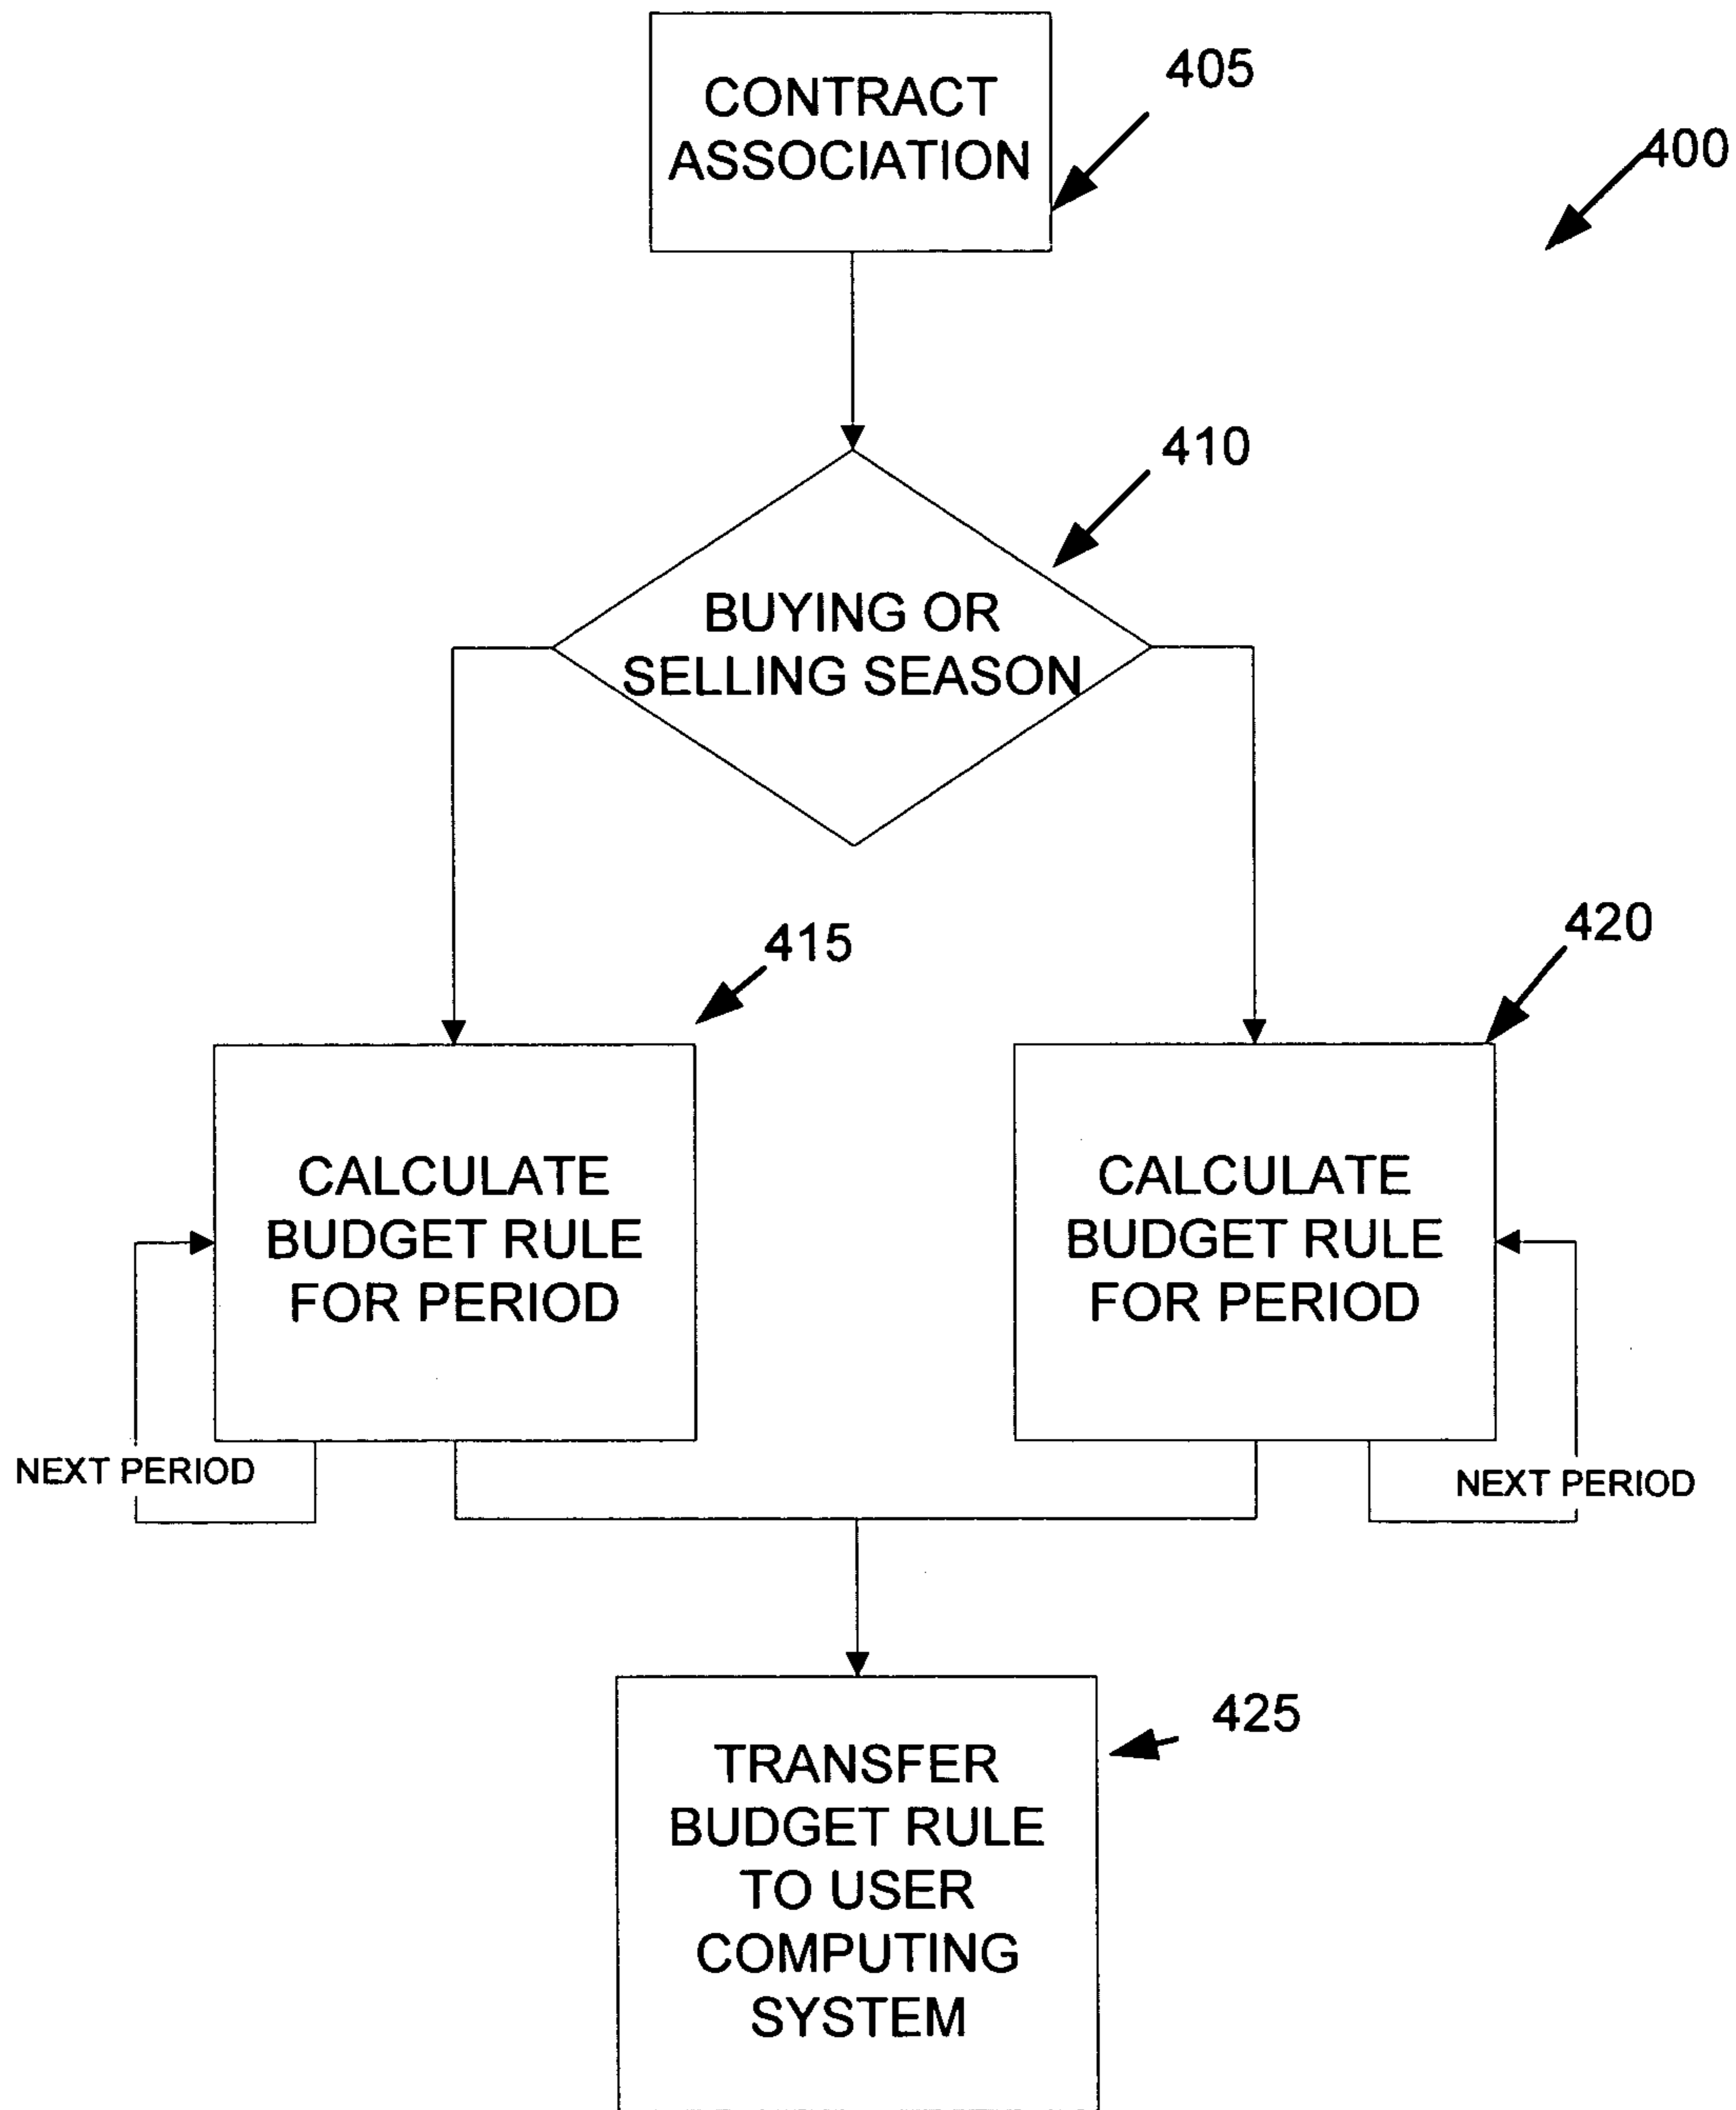 CONTRACT
ASSOCIATION
405
400
BUYING OR
SELLING SEASON
410
415
420
CALCULATE
BUDGET RULE
FOR PERIOD
CALCULATE
BUDGET RULE
FOR PERIOD
NEXT PERIOD
NEXT PERIOD
TRANSFER
BUDGET RULE
TO USER
COMPUTING
SYSTEM
425